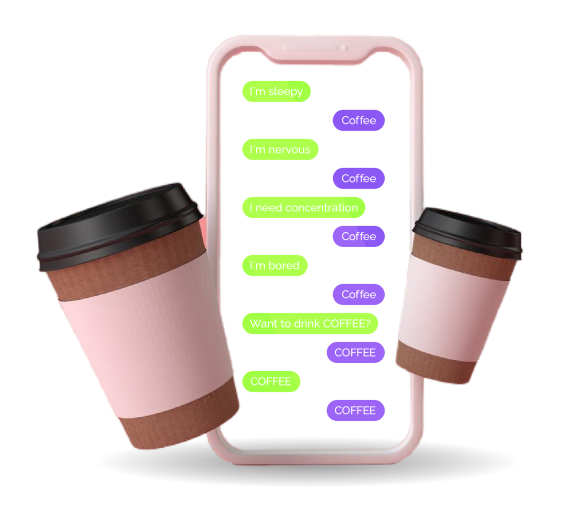 I'm sleepy
Coffee
I'm nervous
Coffee
I need concentration
Coffee
I'm bored
Coffee
Want to drink COFFEE?
COFFEE
COFFEE
COFFEE